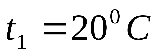 t₁ = 20⁰ C